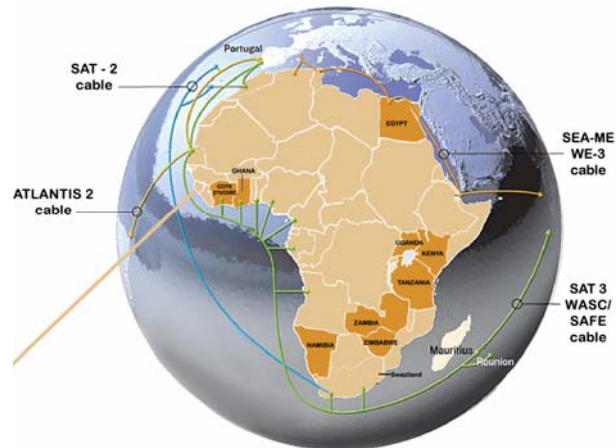 Portugal
SAT - 2
cable
SEA-ME
WE-3
cable
EGYPT
GHANA
COTE
D'IVOIRE
ATLANTIS 2
cable
UGANDA
KENYA
TANZANIA
SAT 3
WASC/
SAFE
cable
ZAMBIA
NAMIBIA
ZIMBABWE
Mauritius
Reunion
Swaziland